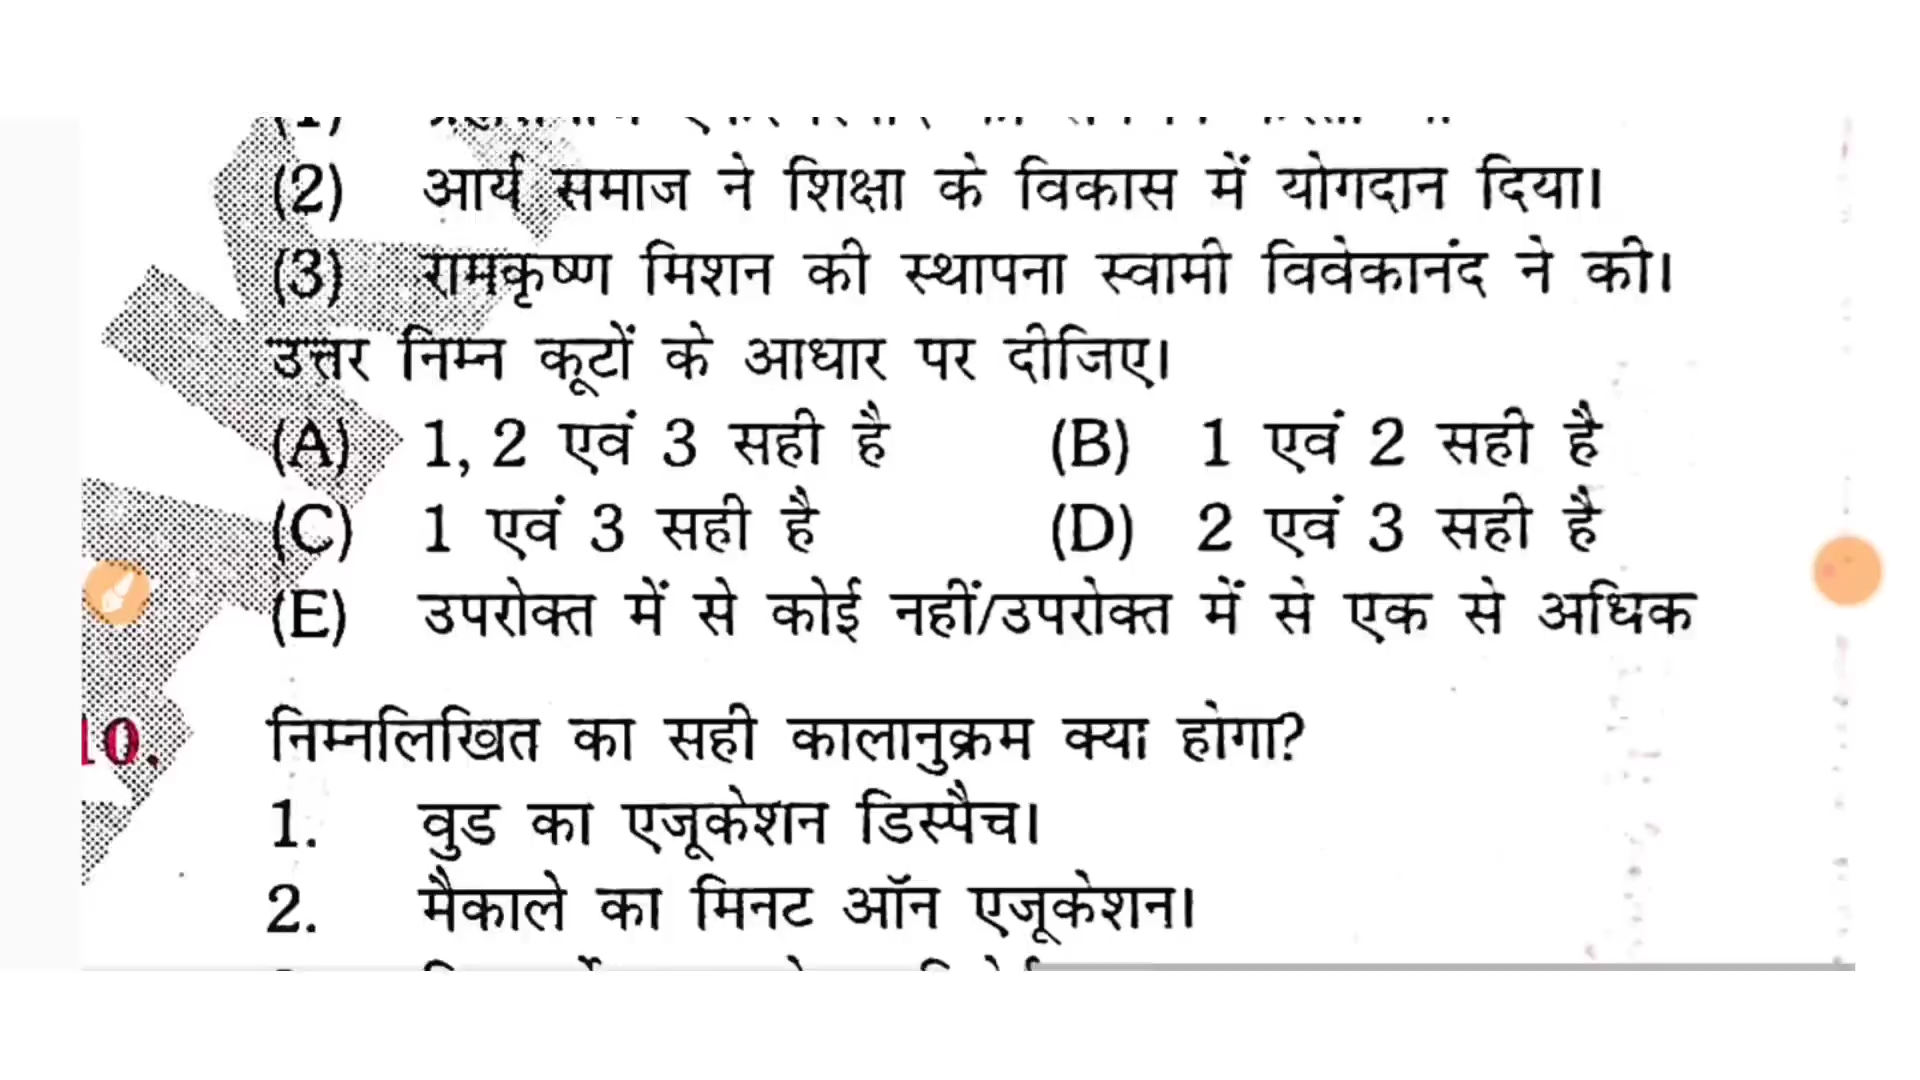 (2) आर्य समाज ने शिक्षा के विकास में योगदान दिया।
(3) रामकृष्ण मिशन की स्थापना स्वामी विवेकानंद ने की।
उत्तर निम्न कूटों के आधार पर दीजिए।
(A) 1, 2 एवं 3 सही है (B) 1 एवं 2 सही है
(C) 1 एवं 3 सही है (D) 2 एवं 3 सही है
(E) उपरोक्त में से कोई नहीं/उपरोक्त में से एक से अधिक
10. निम्नलिखित का सही कालानुक्रम क्या होगा?
1. वुड का एजूकेशन डिस्पैच।
2. मैकाले का मिनट ऑन एजूकेशन।